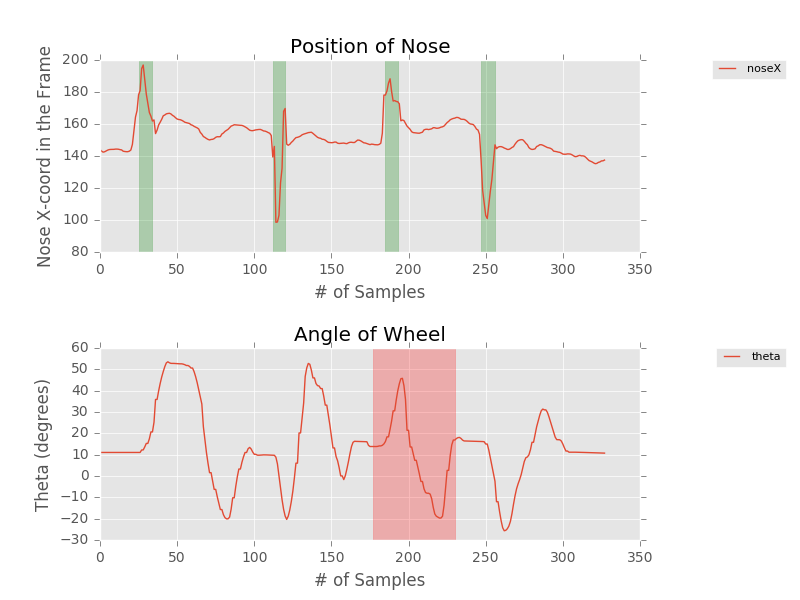 Position of Nose
Nose X-coord in the Frame
200
180
160
140
120
100
80
0 50 100 150 200 250 300 350
# of Samples
noseX
Angle of Wheel
Theta (degrees)
60
50
40
30
20
10
0
−10
−20
−30
0 50 100 150 200 250 300 350
# of Samples
theta